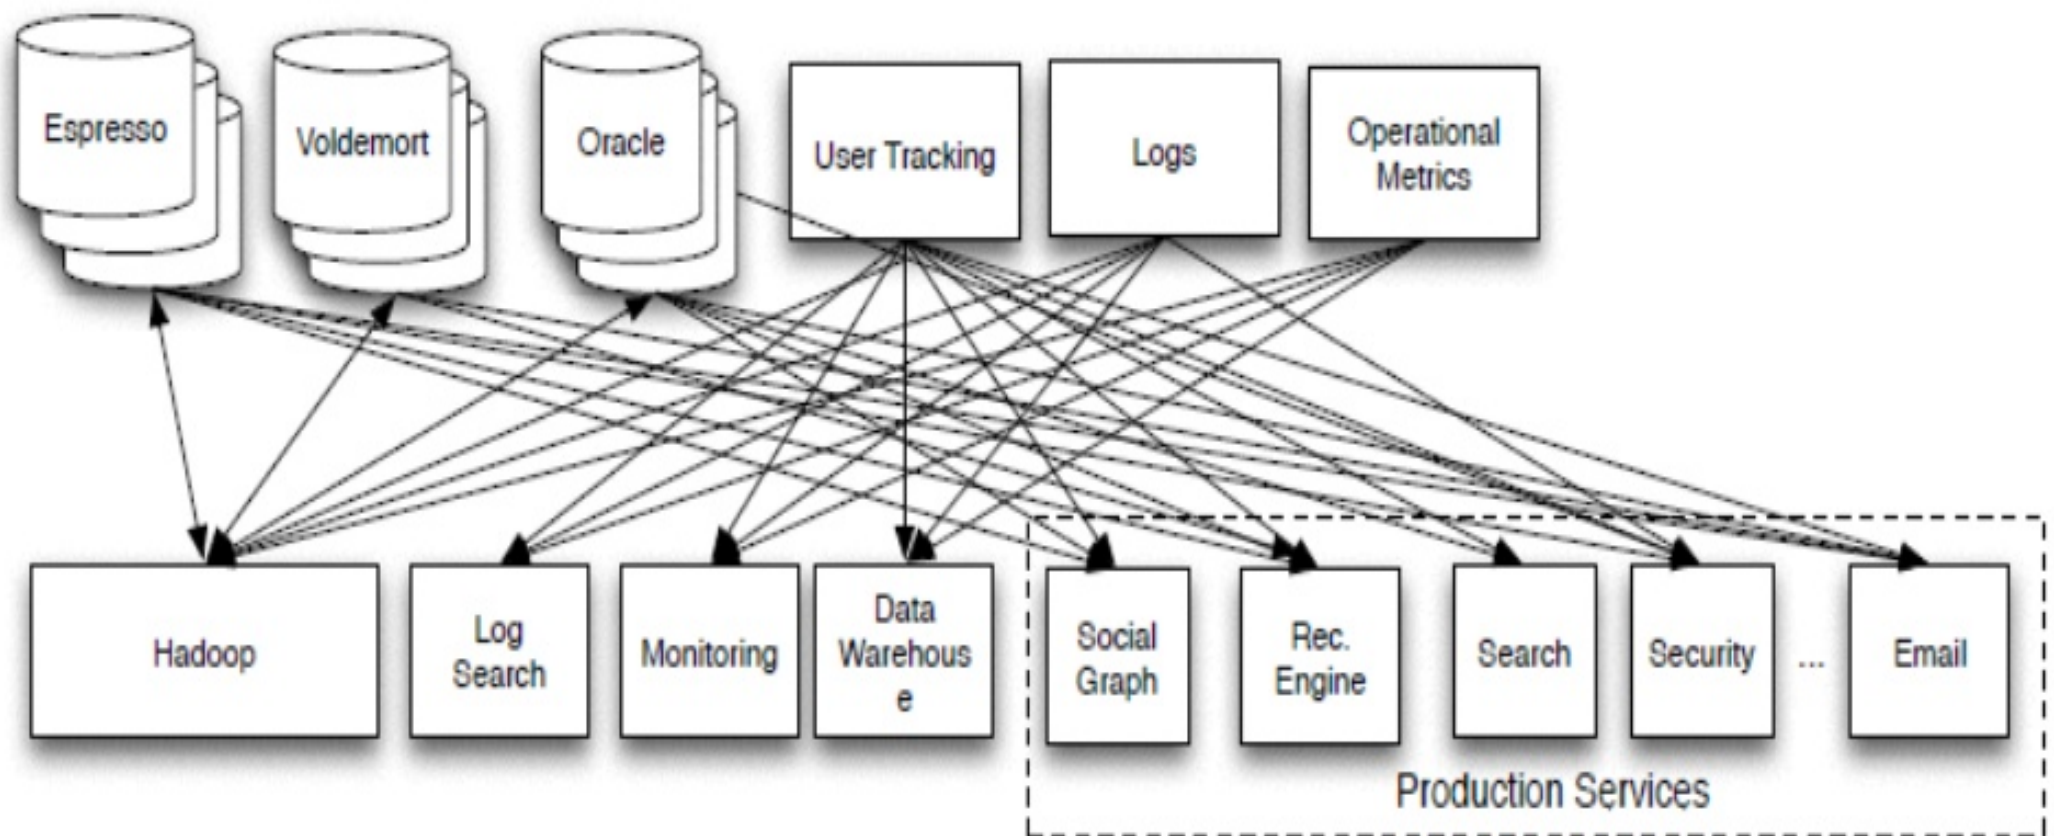 Espresso
Voldemort
Oracle
User Tracking
Logs
Operational
Metrics
Hadoop
Log
Search
Monitoring
Data
Warehous
e
Social
Graph
Rec.
Engine
Search
Security
...
Email
Production Services